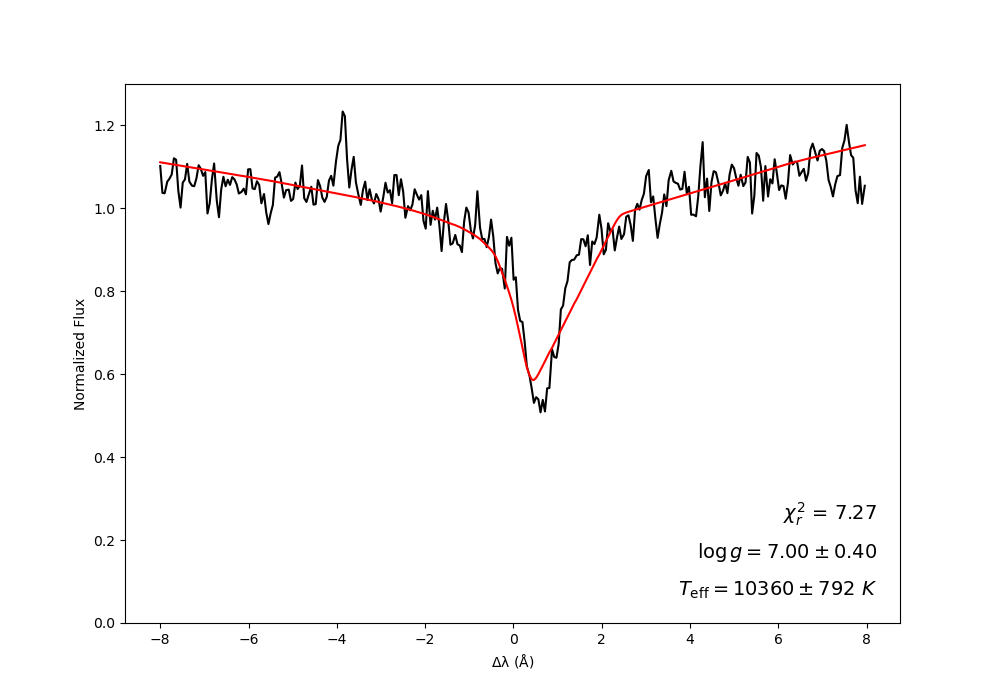 1.2
1.0
0.8
0.6
0.4
0.2
0.0
Normalized Flux
χ²ᵣ = 7.27
log g = 7.00 ± 0.40
T_eff = 10360 ± 792 K
−8 −6 −4 −2 0 2 4 6 8
Δλ (Å)